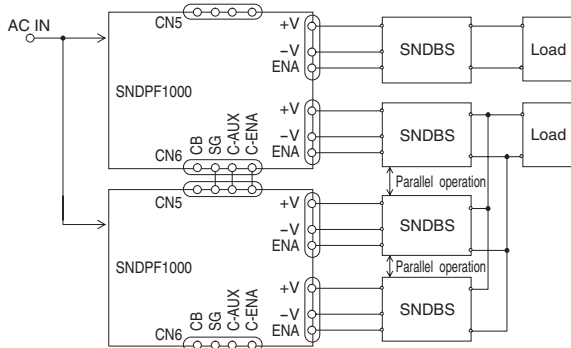 AC IN
CN5
+V
−V
ENA
SNDBS
Load
SNDPF1000
+V
−V
ENA
SNDBS
Load
CB
SG
C-AUX
C-ENA
CN6
Parallel operation
CN5
+V
−V
ENA
SNDBS
SNDPF1000
Parallel operation
+V
−V
ENA
SNDBS
CB
SG
C-AUX
C-ENA
CN6